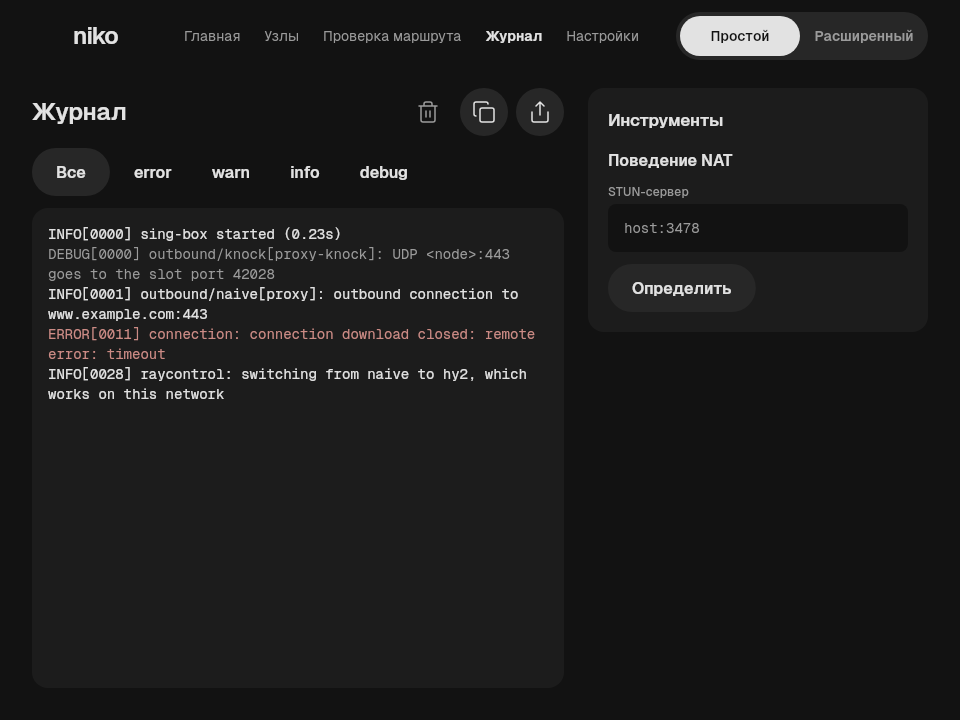 niko
Главная
Узлы
Проверка маршрута
Журнал
Настройки
Простой
Расширенный
Журнал
Все
error
warn
info
debug
INFO[0000] sing-box started (0.23s)
DEBUG[0000] outbound/knock[proxy-knock]: UDP <node>:443
goes to the slot port 42028
INFO[0001] outbound/naive[proxy]: outbound connection to
www.example.com:443
ERROR[0011] connection: connection download closed: remote
error: timeout
INFO[0028] raycontrol: switching from naive to hy2, which
works on this network
Инструменты
Поведение NAT
STUN-сервер
host:3478
Определить